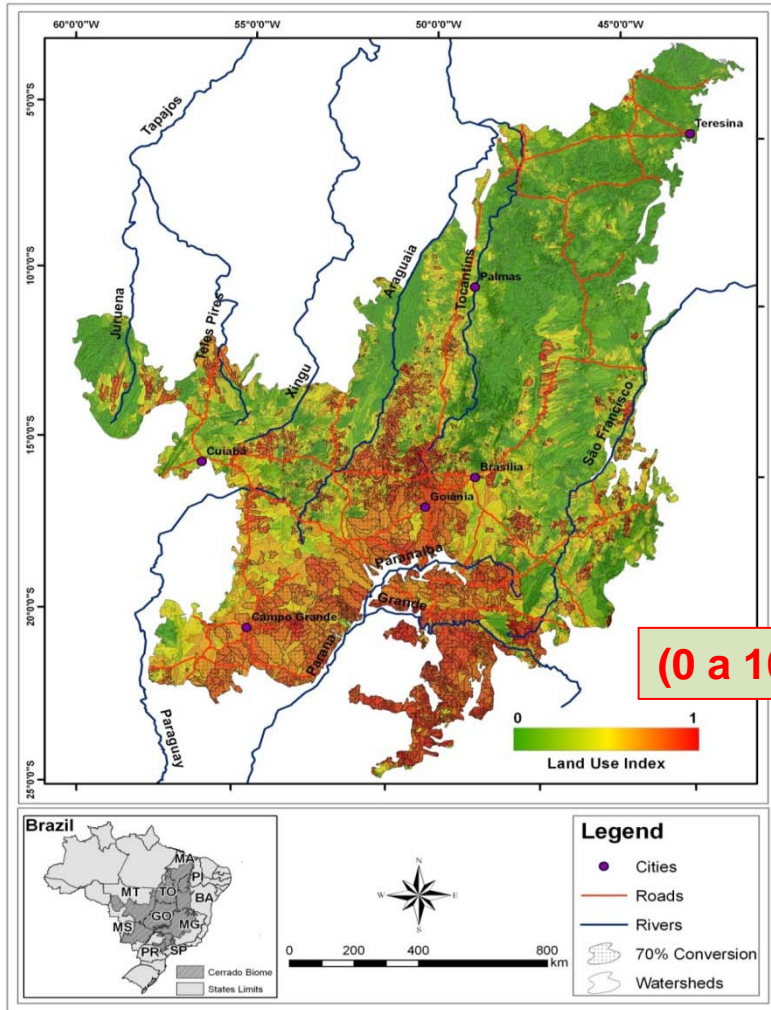 60°0'0"W 55°0'0"W 50°0'0"W 45°0'0"W
5°0'0"S
10°0'0"S
15°0'0"S
20°0'0"S
25°0'0"S
Tapajos
Teresina
Juruena
Teles Pires
Xingu
Araguaia
Tocantins
Palmas
São Francisco
Cuiabá
Brasília
Goiânia
Paranaiba
Grande
Campo Grande
Parana
Paraguay
(0 a 10
0 1
Land Use Index
Brazil
MA
PI
MT
TO
BA
GO
MS
MG
PR
SP
Cerrado Biome
States Limits
N
W E
S
0 200 400 800
km
Legend
Cities
Roads
Rivers
70% Conversion
Watersheds